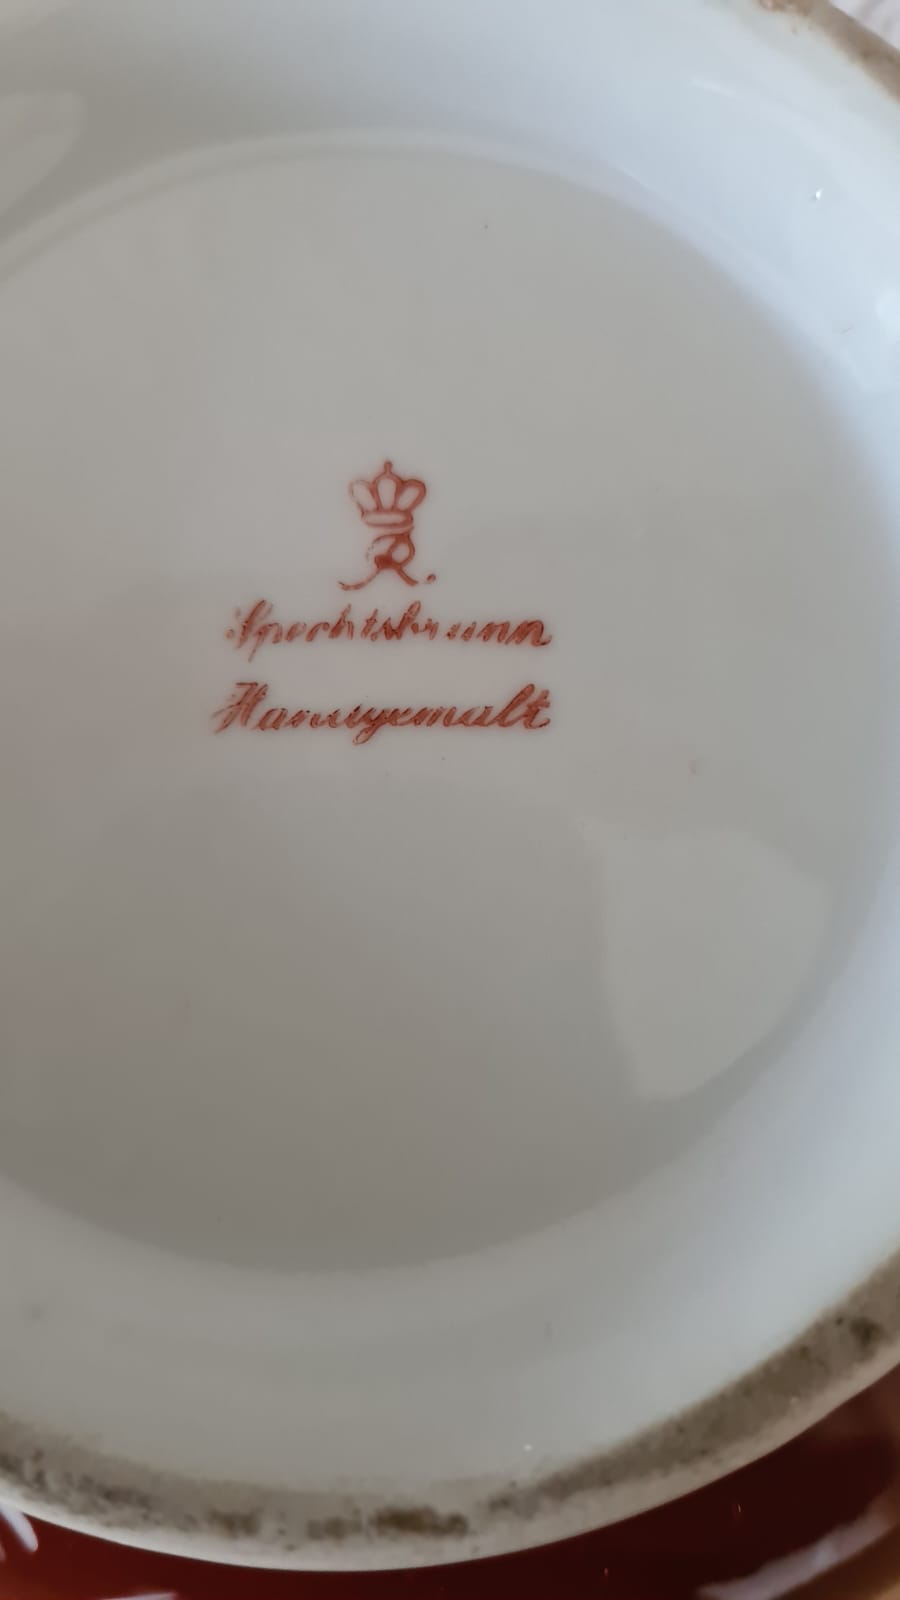 R.
Spechtsbrunn
Handgemalt